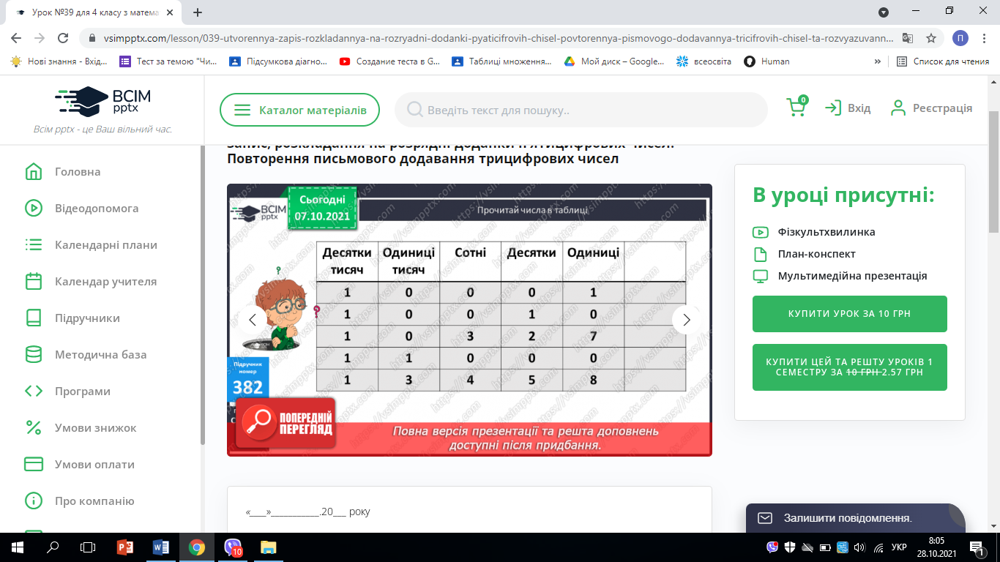 Урок №39 для 4 класу з матема
vsimpptx.com/lesson/039-utvorennya-zapis-rozkladannya-na-rozryadni-dodanki-pyaticifrovih-chisel-povtorennya-pismovogo-dodavannya-tricifrovih-chisel-ta-rozvyazuvann...
П
Нові знання - Вхід...
Тест за темою "Чи...
Підсумкова діагно...
Создание теста в G...
Таблиці множення...
Мой диск – Google...
всеосвіта
Human
»
Список для чтения
ВСІМ
pptx
Всім pptx - це Ваш вільний час.
Каталог матеріалів
Введіть текст для пошуку..
0
Вхід
Реєстрація
Головна
Відеодопомога
Календарні плани
Календар учителя
Підручники
Методична база
Програми
Умови знижок
Умови оплати
Про компанію
Запис, розкладання на розрядні доданки п'ятицифрових чисел.
Повторення письмового додавання трицифрових чисел
ВСІМ
pptx
Сьогодні
07.10.2021
Прочитай числа в таблиці
Десятки тисяч Одиниці тисяч Сотні Десятки Одиниці
1 0 0 0 1
1 0 0 1 0
1 0 3 2 7
1 1 0 0 0
1 3 4 5 8
?
?
Підручник
номер
382
ПОПЕРЕДНІЙ
ПЕРЕГЛЯД
Повна версія презентації та решта доповнень
доступні після придбання.
https://vsimpptx.com
«___»__________.20__ року
В уроці присутні:
Фізкультхвилинка
План-конспект
Мультимедійна презентація
КУПИТИ УРОК ЗА 10 ГРН
КУПИТИ ЦЕЙ ТА РЕШТУ УРОКІВ 1
СЕМЕСТРУ ЗА 10 ГРН 2.57 ГРН
Залишити повідомлення.
10
УКР
8:05
28.10.2021
1